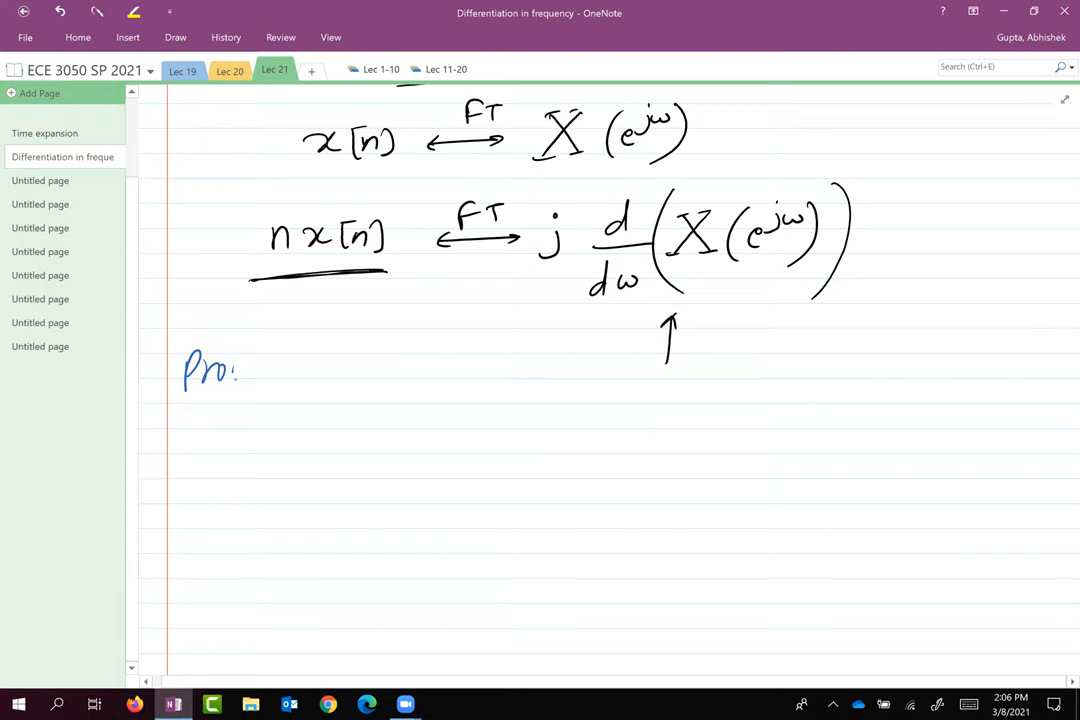 Differentiation in frequency - OneNote
?
File
Home
Insert
Draw
History
Review
View
Gupta, Abhishek
ECE 3050 SP 2021
Lec 19
Lec 20
Lec 21
+
Lec 1-10
Lec 11-20
Search (Ctrl+E)
Add Page
Time expansion
Differentiation in freque
Untitled page
Untitled page
Untitled page
Untitled page
Untitled page
Untitled page
Untitled page
Untitled page
x[n] ⟷ FT X(e^{jω})
n x[n] ⟷ FT j d/dω (X(e^{jω}))
↑
2:06 PM
3/8/2021